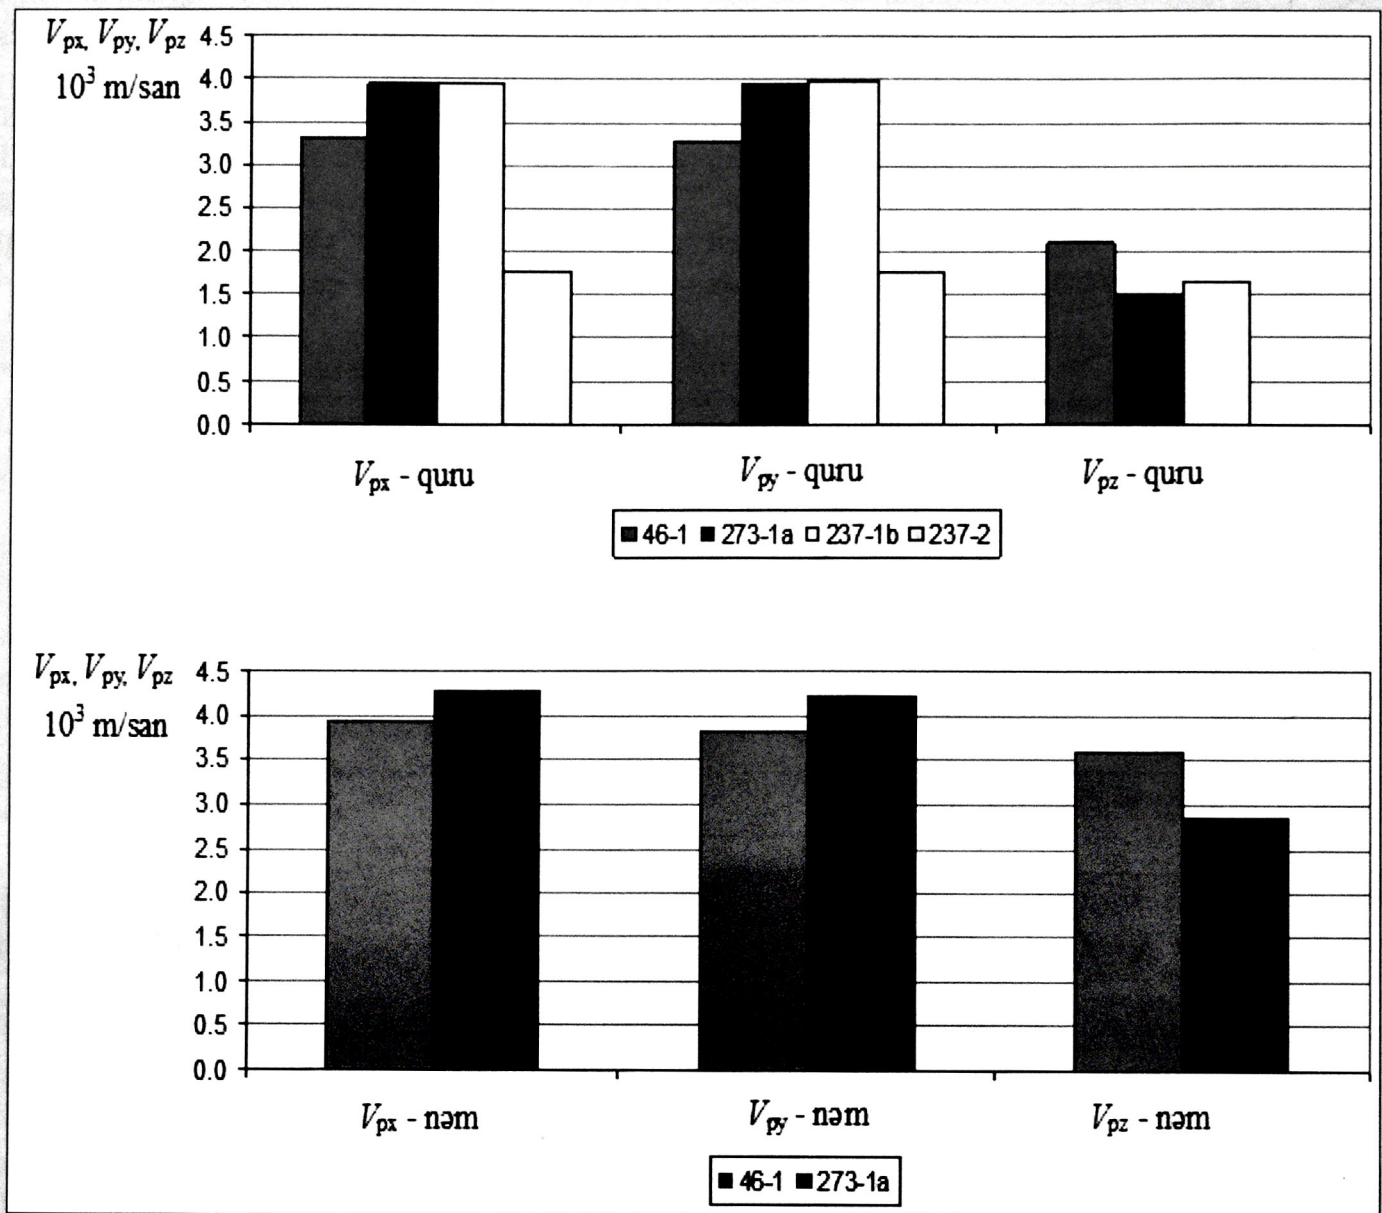 Vpx, Vpy, Vpz
10³ m/san
4.5
4.0
3.5
3.0
2.5
2.0
1.5
1.0
0.5
0.0
Vpx - quru Vpy - quru Vpz - quru
46-1 273-1a 237-1b 237-2
Vpx, Vpy, Vpz
10³ m/san
4.5
4.0
3.5
3.0
2.5
2.0
1.5
1.0
0.5
0.0
Vpx - nəm Vpy - nəm Vpz - nəm
46-1 273-1a